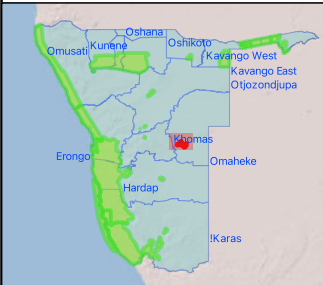 Oshana
Omusati
Kunene
Oshikoto
Kavango West
Kavango East
Otjozondjupa
Khomas
Erongo
Omaheke
Hardap
!Karas